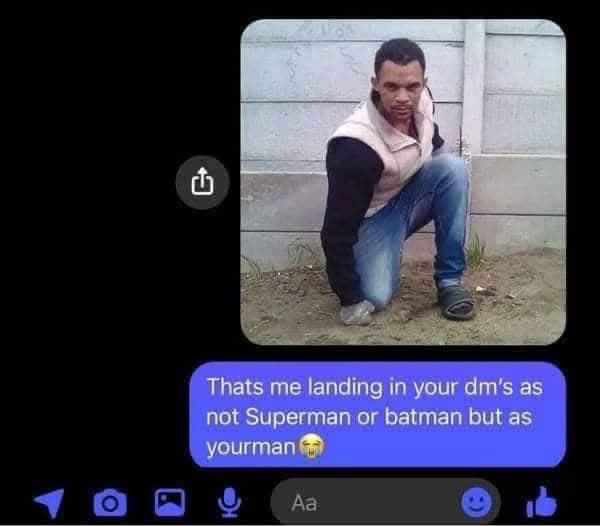 Thats me landing in your dm's as
not Superman or batman but as
yourman😭
Aa